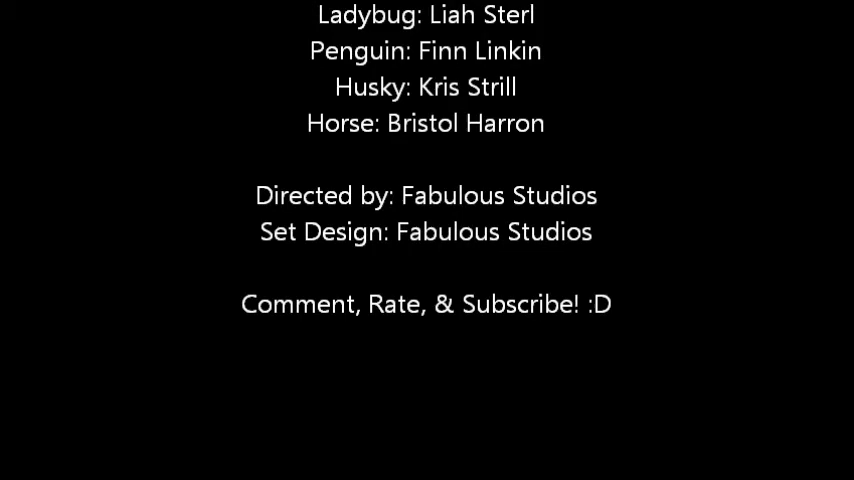 Ladybug: Liah Sterl
Penguin: Finn Linkin
Husky: Kris Strill
Horse: Bristol Harron
Directed by: Fabulous Studios
Set Design: Fabulous Studios
Comment, Rate, & Subscribe! :D